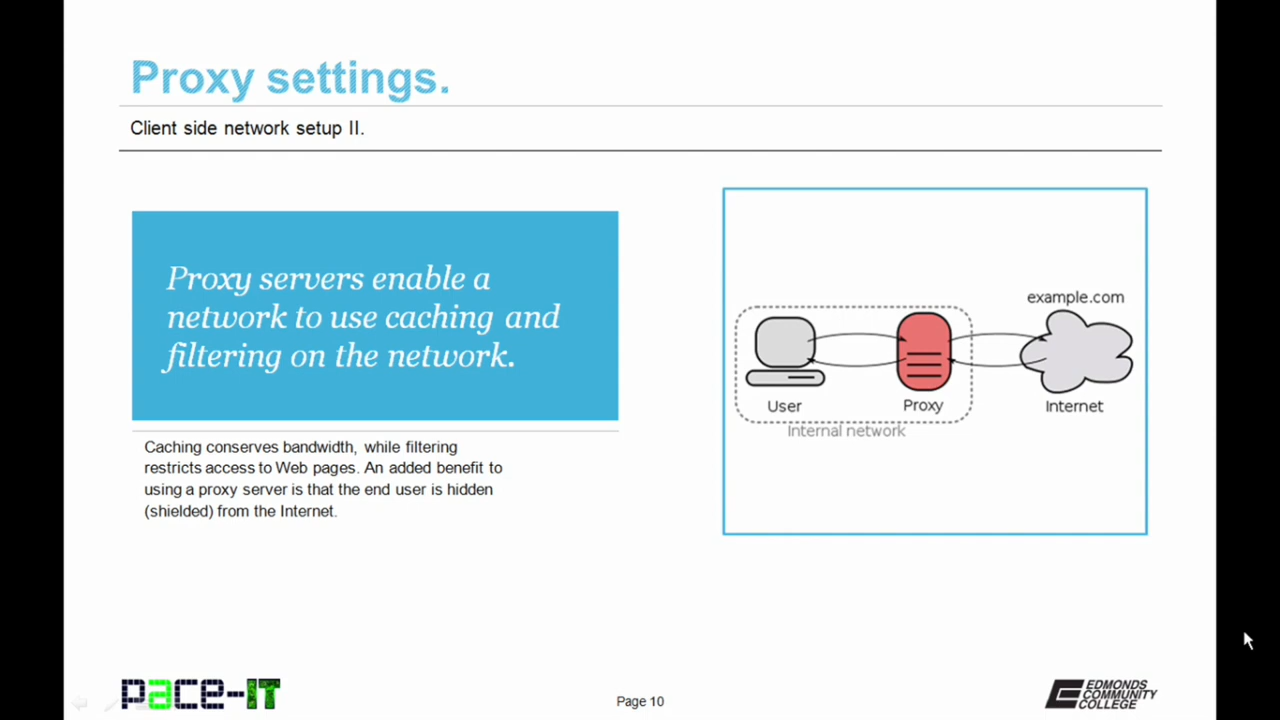 Proxy settings.
Client side network setup II.
Proxy servers enable a
network to use caching and
filtering on the network.
Caching conserves bandwidth, while filtering
restricts access to Web pages. An added benefit to
using a proxy server is that the end user is hidden
(shielded) from the Internet.
example.com
User
Proxy
Internet
Internal network
pace-IT
Page 10
EDMONDS
COMMUNITY
COLLEGE